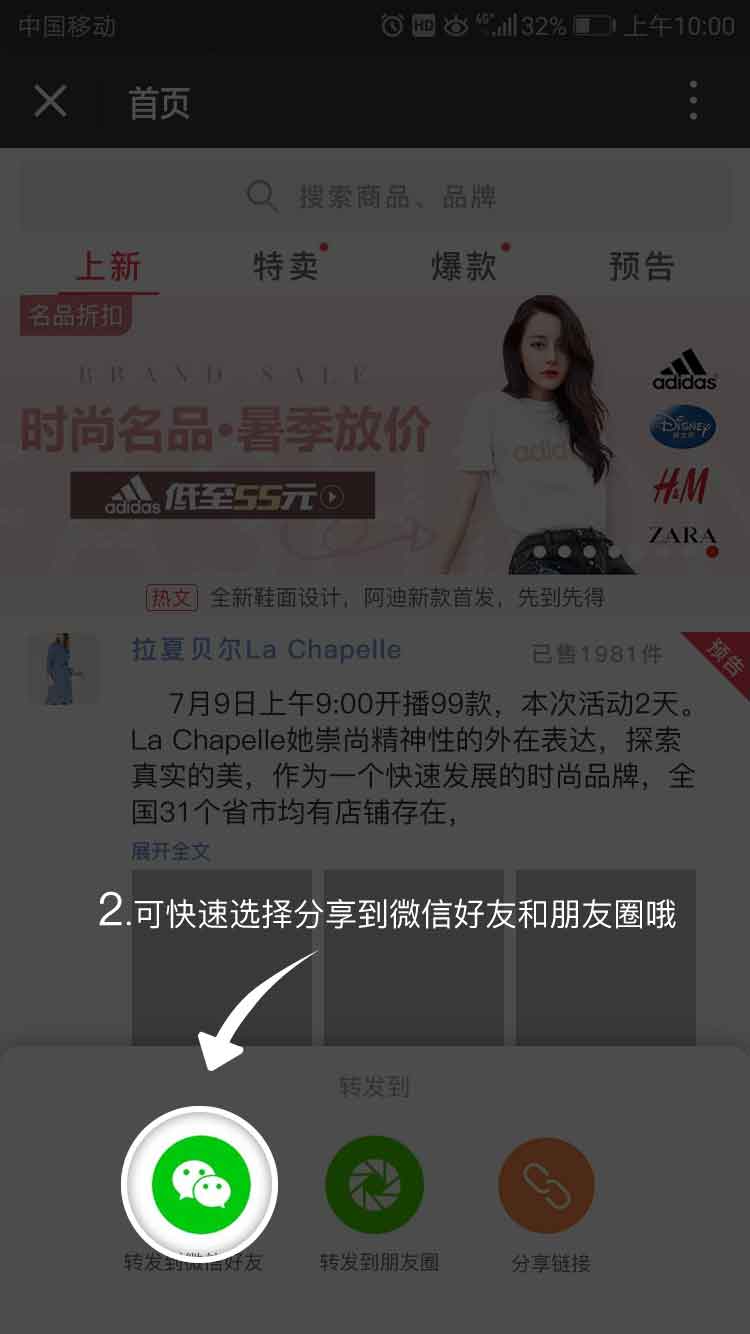 中国移动 HD 4G 32% 上午10:00
首页
搜索商品、品牌
上新 特卖 爆款 预告
名品折扣
BRAND SALE
时尚名品·暑季放价
adidas 低至55元
adidas
adidas
Disney
H&M
ZARA
热文 全新鞋面设计，阿迪新款首发，先到先得
拉夏贝尔La Chapelle 已售1981件 预告
7月9日上午9:00开播99款，本次活动2天。
La Chapelle她崇尚精神性的外在表达，探索
真实的美，作为一个快速发展的时尚品牌，全
国31个省市均有店铺存在，
展开全文
2.可快速选择分享到微信好友和朋友圈哦
转发到
转发到微信好友 转发到朋友圈 分享链接